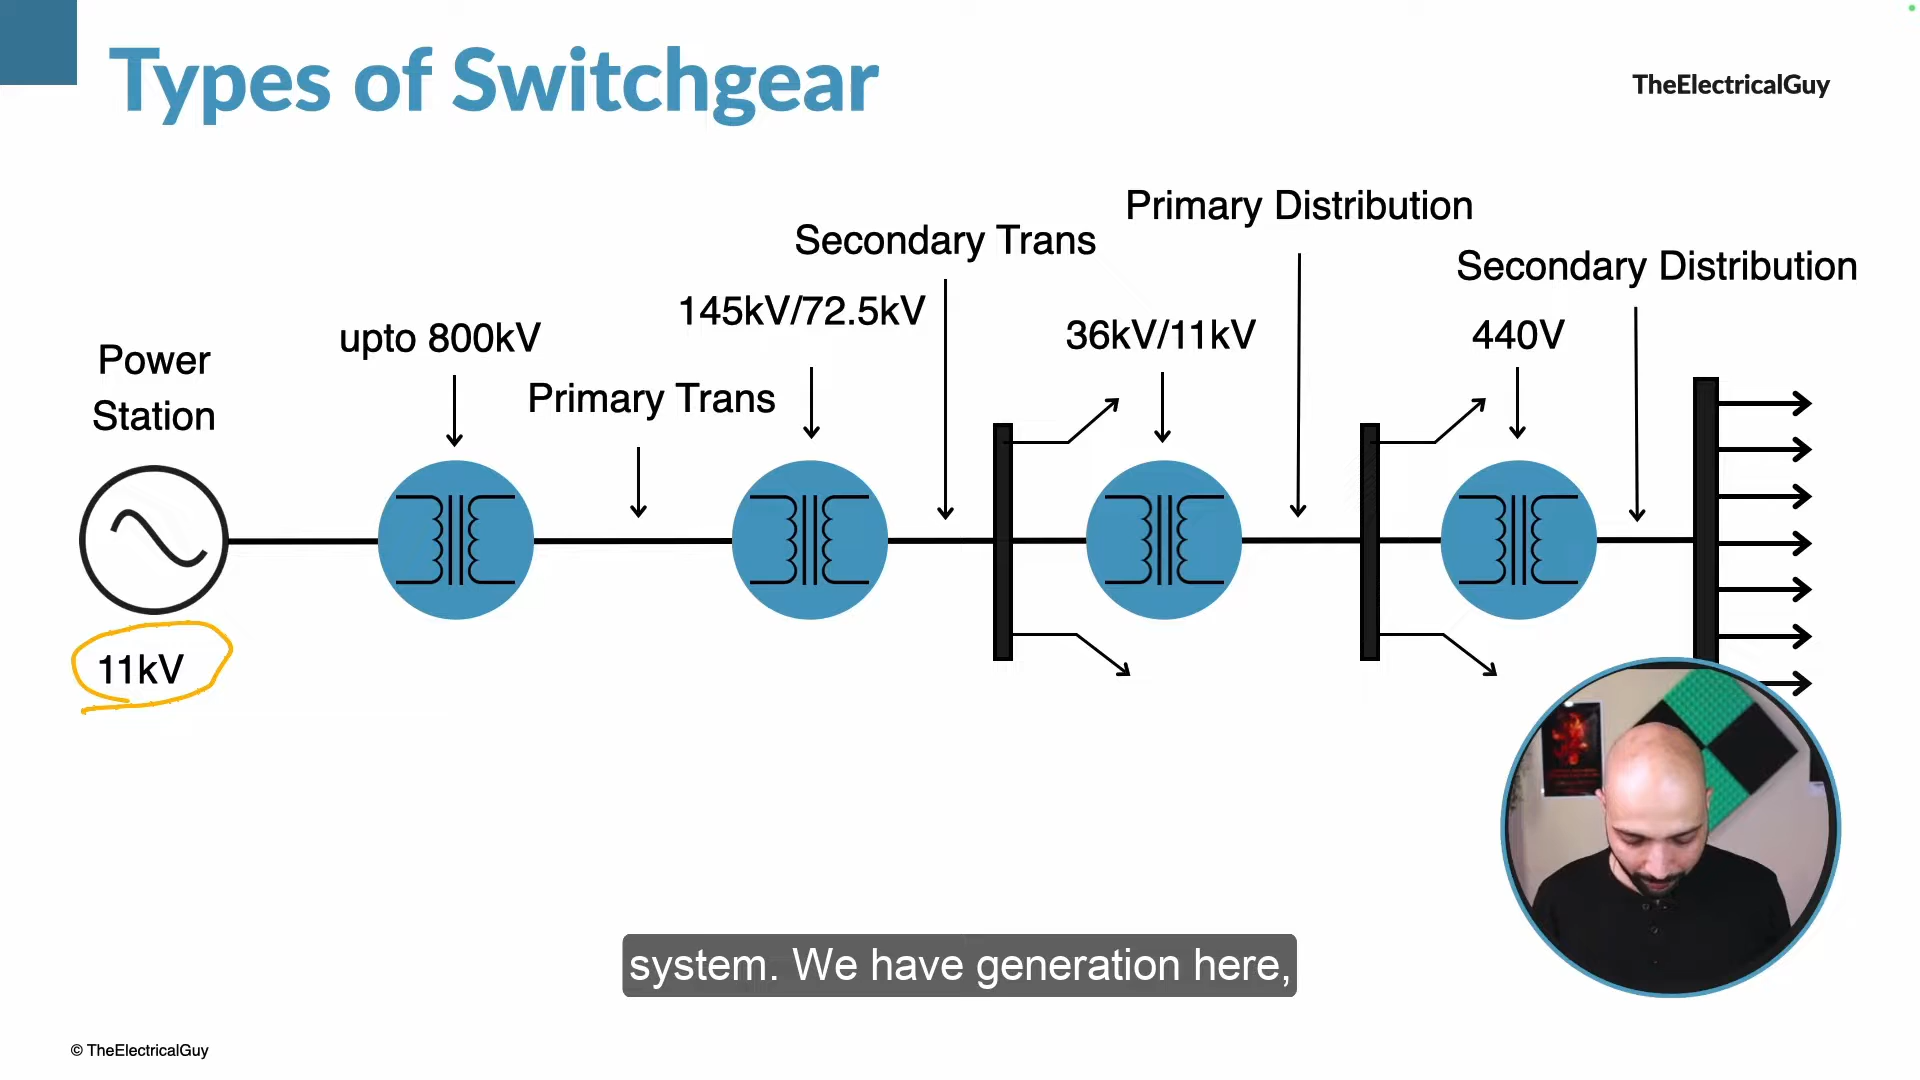 Types of Switchgear
TheElectricalGuy
Primary Distribution
Secondary Trans
Secondary Distribution
145kV/72.5kV
upto 800kV
36kV/11kV
440V
Power
Station
Primary Trans
11kV
system. We have generation here,
© TheElectricalGuy